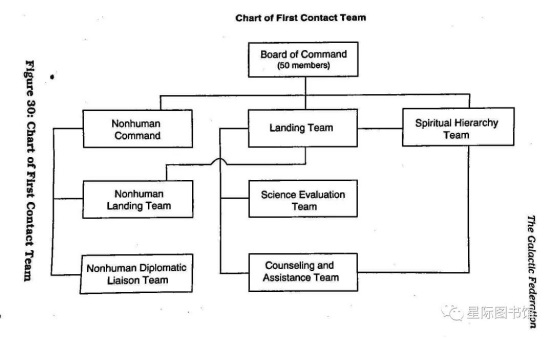 Chart of First Contact Team
Board of Command
(50 members)
Nonhuman
Command
Landing Team
Spiritual Hierarchy
Team
Nonhuman
Landing Team
Science Evaluation
Team
Nonhuman Diplomatic
Liaison Team
Counseling and
Assistance Team
Figure 30: Chart of First Contact Team
The Galactic Federation
星际图书馆